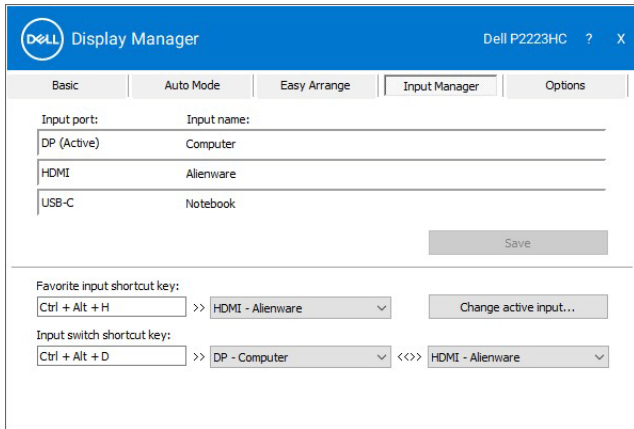 DELL Display Manager Dell P2223HC ? X
Basic Auto Mode Easy Arrange Input Manager Options
Input port: Input name:
DP (Active) Computer
HDMI Alienware
USB-C Notebook
Save
Favorite input shortcut key:
Ctrl + Alt + H >> HDMI - Alienware Change active input...
Input switch shortcut key:
Ctrl + Alt + D >> DP - Computer <<>> HDMI - Alienware